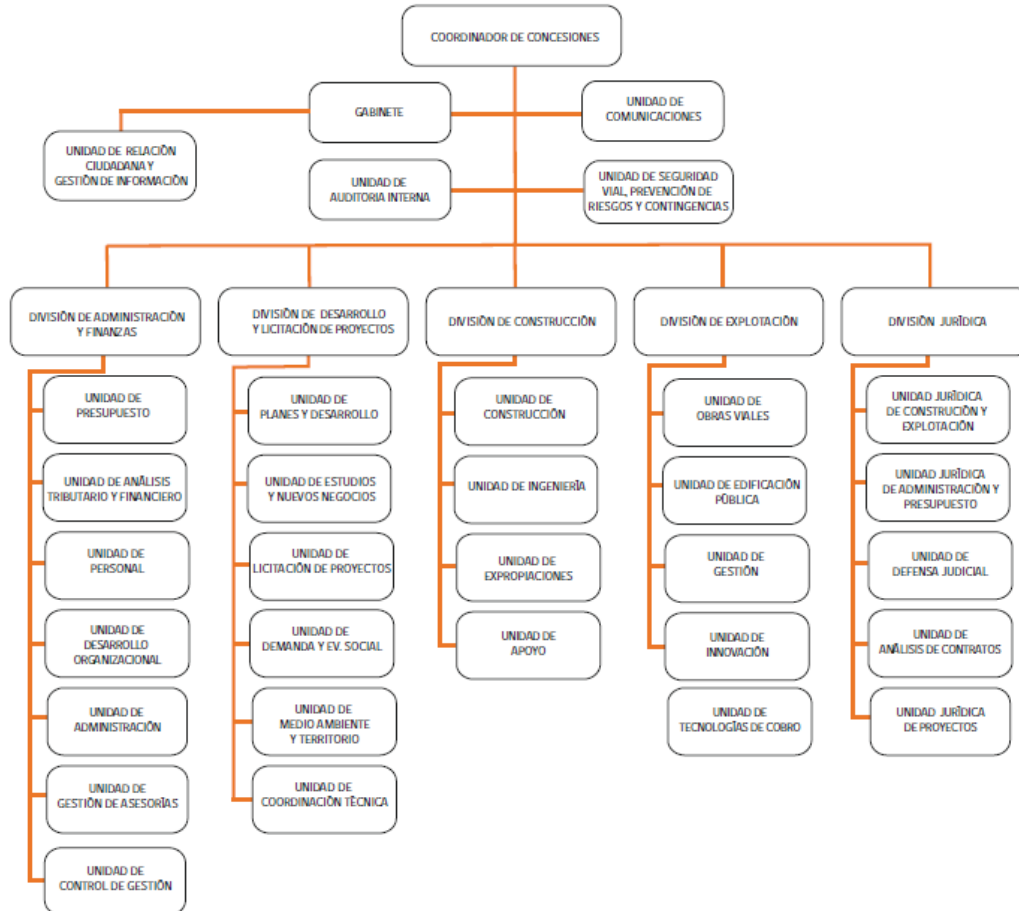 COORDINADOR DE CONCESIONES
GABINETE
UNIDAD DE
COMUNICACIONES
UNIDAD DE RELACIÓN
CIUDADANA Y
GESTIÓN DE INFORMACIÓN
UNIDAD DE
AUDITORIA INTERNA
UNIDAD DE SEGURIDAD
VIAL, PREVENCIÓN DE
RIESGOS Y CONTINGENCIAS
DIVISIÓN DE ADMINISTRACIÓN
Y FINANZAS
UNIDAD DE
PRESUPUESTO
UNIDAD DE ANÁLISIS
TRIBUTARIO Y FINANCIERO
UNIDAD DE
PERSONAL
UNIDAD DE
DESARROLLO
ORGANIZACIONAL
UNIDAD DE
ADMINISTRACIÓN
UNIDAD DE
GESTIÓN DE ASESORÍAS
UNIDAD DE
CONTROL DE GESTIÓN
DIVISIÓN DE DESARROLLO
Y LICITACIÓN DE PROYECTOS
UNIDAD DE
PLANES Y DESARROLLO
UNIDAD DE ESTUDIOS
Y NUEVOS NEGOCIOS
UNIDAD DE
LICITACIÓN DE PROYECTOS
UNIDAD DE
DEMANDA Y EV. SOCIAL
UNIDAD DE
MEDIO AMBIENTE
Y TERRITORIO
UNIDAD DE
COORDINACIÓN TÉCNICA
DIVISIÓN DE CONSTRUCCIÓN
UNIDAD DE
CONSTRUCCIÓN
UNIDAD DE INGENIERÍA
UNIDAD DE
EXPROPIACIONES
UNIDAD DE
APOYO
DIVISIÓN DE EXPLOTACIÓN
UNIDAD DE
OBRAS VIALES
UNIDAD DE EDIFICACIÓN
PÚBLICA
UNIDAD DE
GESTIÓN
UNIDAD DE
INNOVACIÓN
UNIDAD DE
TECNOLOGÍAS DE COBRO
DIVISIÓN JURÍDICA
UNIDAD JURÍDICA
DE CONSTRUCIÓN Y
EXPLOTACIÓN
UNIDAD JURÍDICA
DE ADMINISTRACIÓN Y
PRESUPUESTO
UNIDAD DE
DEFENSA JUDICIAL
UNIDAD DE
ANÁLISIS DE CONTRATOS
UNIDAD JURÍDICA
DE PROYECTOS